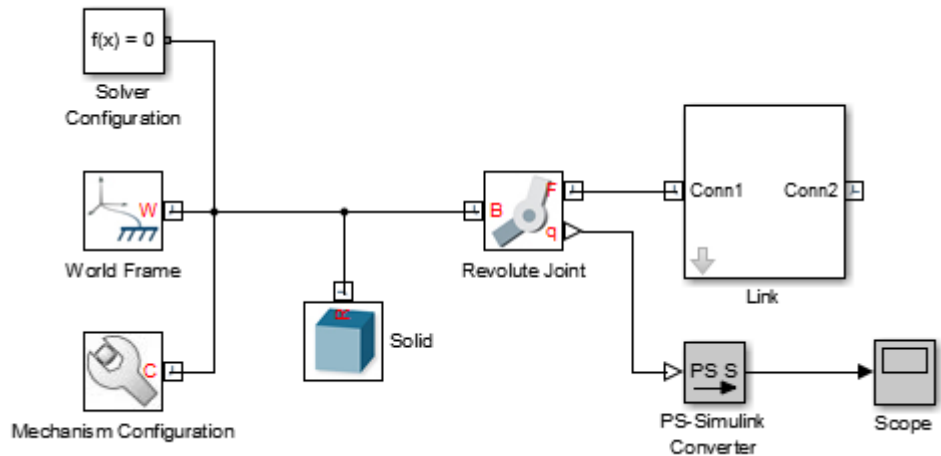 f(x) = 0
Solver
Configuration
W
World Frame
C
Mechanism Configuration
R
Solid
B
F
q
Revolute Joint
Conn1
Conn2
Link
PS S
PS-Simulink
Converter
Scope